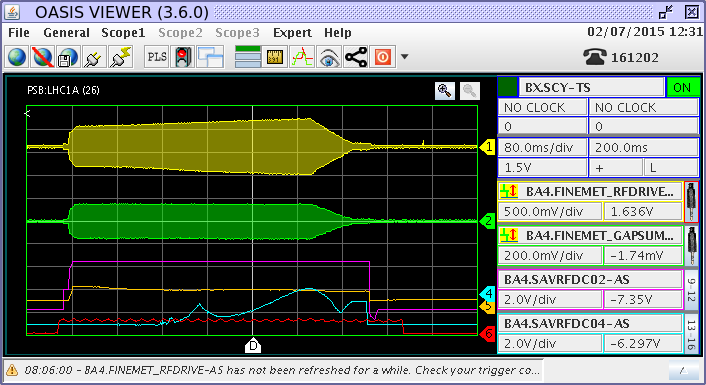 OASIS VIEWER (3.6.0)
File General Scope1 Scope2 Scope3 Expert Help
02/07/2015 12:31
PLS
161202
PSB:LHC1A (26)
BX.SCY-TS ON
NO CLOCK NO CLOCK
0 0
80.0ms/div 200.0ms
1.5V + L
BA4.FINEMET_RFDRIVE...
500.0mV/div 1.636V
BA4.FINEMET_GAPSUM...
200.0mV/div -1.74mV
BA4.SAVRFDC02-AS
2.0V/div -7.35V
9-12
BA4.SAVRFDC04-AS
2.0V/div -6.297V
13-16
1
2
4
5
6
D
08:06:00 - BA4.FINEMET_RFDRIVE-AS has not been refreshed for a while. Check your trigger co...